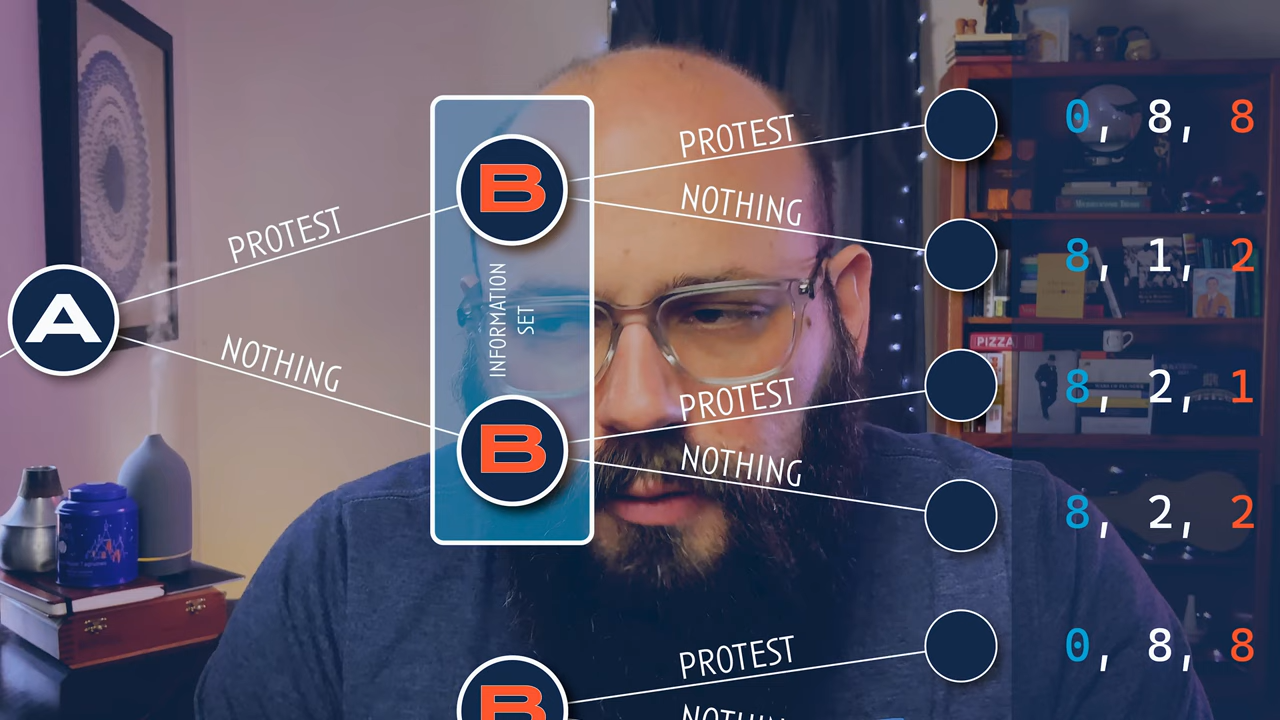 PROTEST
0, 8, 8
B
NOTHING
PROTEST
8, 1, 2
INFORMATION
SET
A
PIZZA
NOTHING
PROTEST
8, 2, 1
B
NOTHING
8, 2, 2
PROTEST
0, 8, 8
B
NOTHING